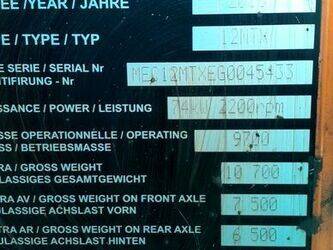 EE /YEAR / JAHRE
E / TYPE / TYP 12MTX
E SERIE / SERIAL Nr
NTIFIRUNG - Nr MEC12MTXEG0045433
SSANCE / POWER / LEISTUNG 74kW 2200rpm
SSE OPERATIONNELLE / OPERATING
SS / BETRIEBSMASSE 9700
RA / GROSS WEIGHT
LASSIGES GESAMTGEWICHT 10 700
RA AV / GROSS WEIGHT ON FRONT AXLE
LASSIGE ACHSLAST VORN 7 500
TRA AR / GROSS WEIGHT ON REAR AXLE
LASSIGE ACHSLAST.HINTEN 6 500